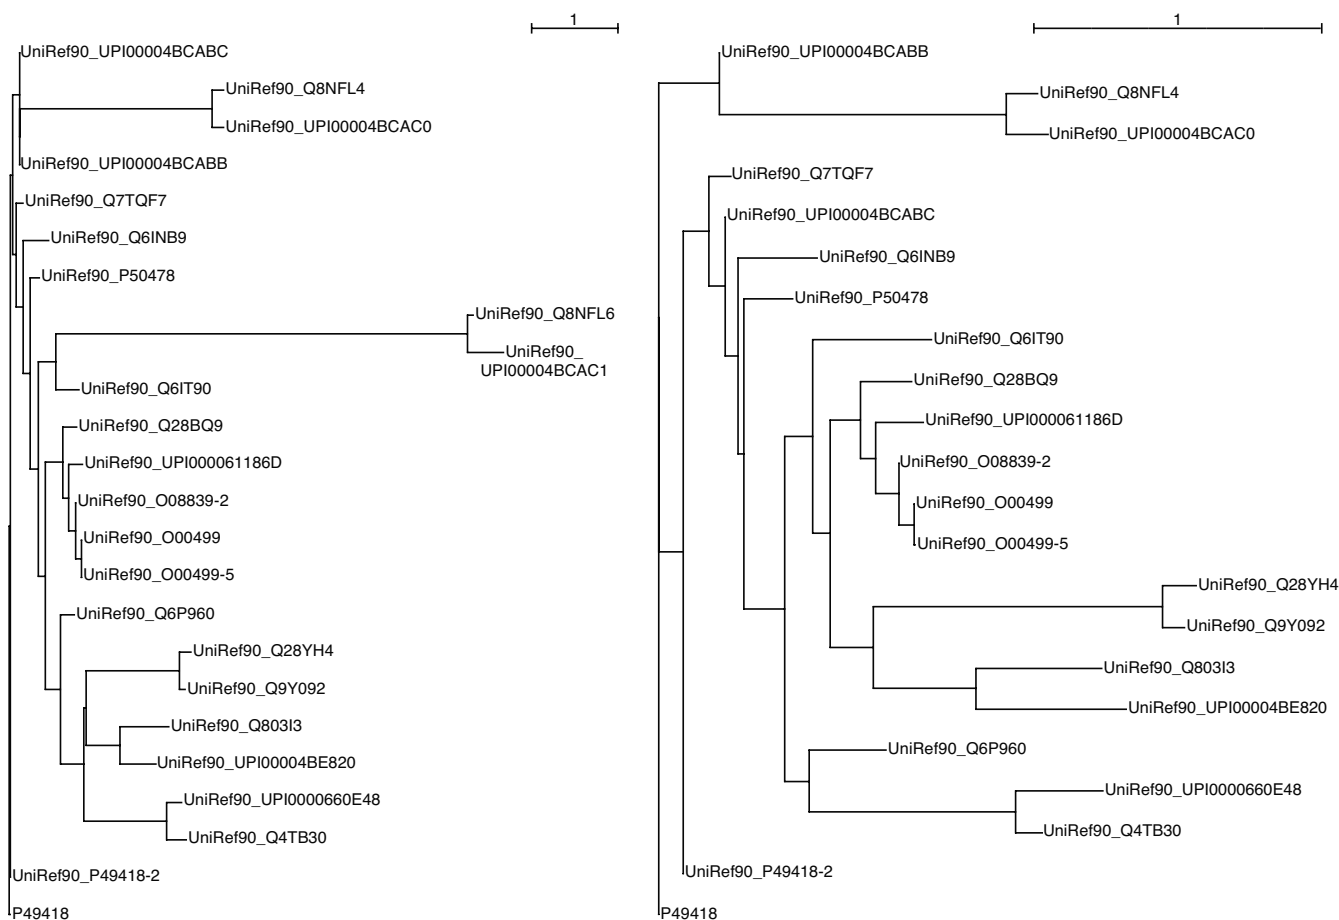 1
UniRef90_UPI00004BCABC
UniRef90_Q8NFL4
UniRef90_UPI00004BCAC0
UniRef90_UPI00004BCABB
UniRef90_Q7TQF7
UniRef90_Q6INB9
UniRef90_P50478
UniRef90_Q8NFL6
UniRef90_
UPI00004BCAC1
UniRef90_Q6IT90
UniRef90_Q28BQ9
UniRef90_UPI000061186D
UniRef90_O08839-2
UniRef90_O00499
UniRef90_O00499-5
UniRef90_Q6P960
UniRef90_Q28YH4
UniRef90_Q9Y092
UniRef90_Q803I3
UniRef90_UPI00004BE820
UniRef90_UPI0000660E48
UniRef90_Q4TB30
UniRef90_P49418-2
P49418
1
UniRef90_UPI00004BCABB
UniRef90_Q8NFL4
UniRef90_UPI00004BCAC0
UniRef90_Q7TQF7
UniRef90_UPI00004BCABC
UniRef90_Q6INB9
UniRef90_P50478
UniRef90_Q6IT90
UniRef90_Q28BQ9
UniRef90_UPI000061186D
UniRef90_O08839-2
UniRef90_O00499
UniRef90_O00499-5
UniRef90_Q28YH4
UniRef90_Q9Y092
UniRef90_Q803I3
UniRef90_UPI00004BE820
UniRef90_Q6P960
UniRef90_UPI0000660E48
UniRef90_Q4TB30
UniRef90_P49418-2
P49418